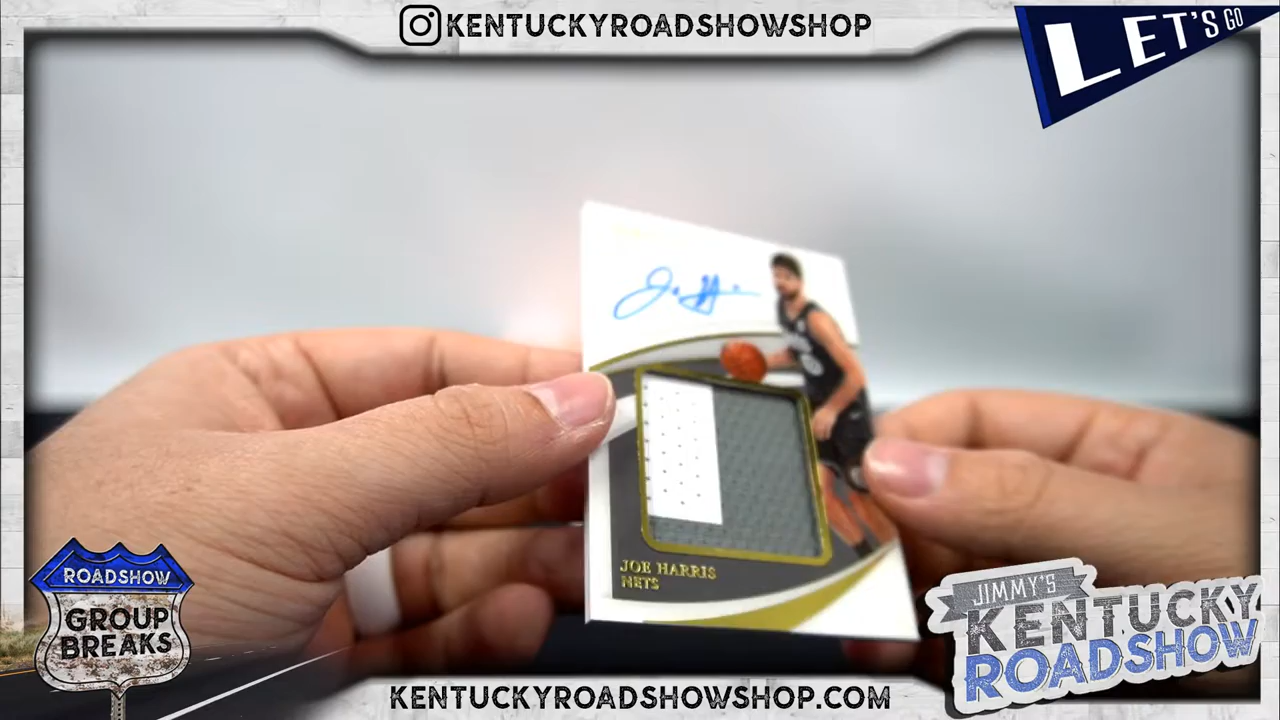 KENTUCKYROADSHOWSHOP
LET'S GO
JOE HARRIS
NETS
ROADSHOW
GROUP
BREAKS
JIMMY'S
KENTUCKY
ROADSHOW
KENTUCKYROADSHOWSHOP.COM